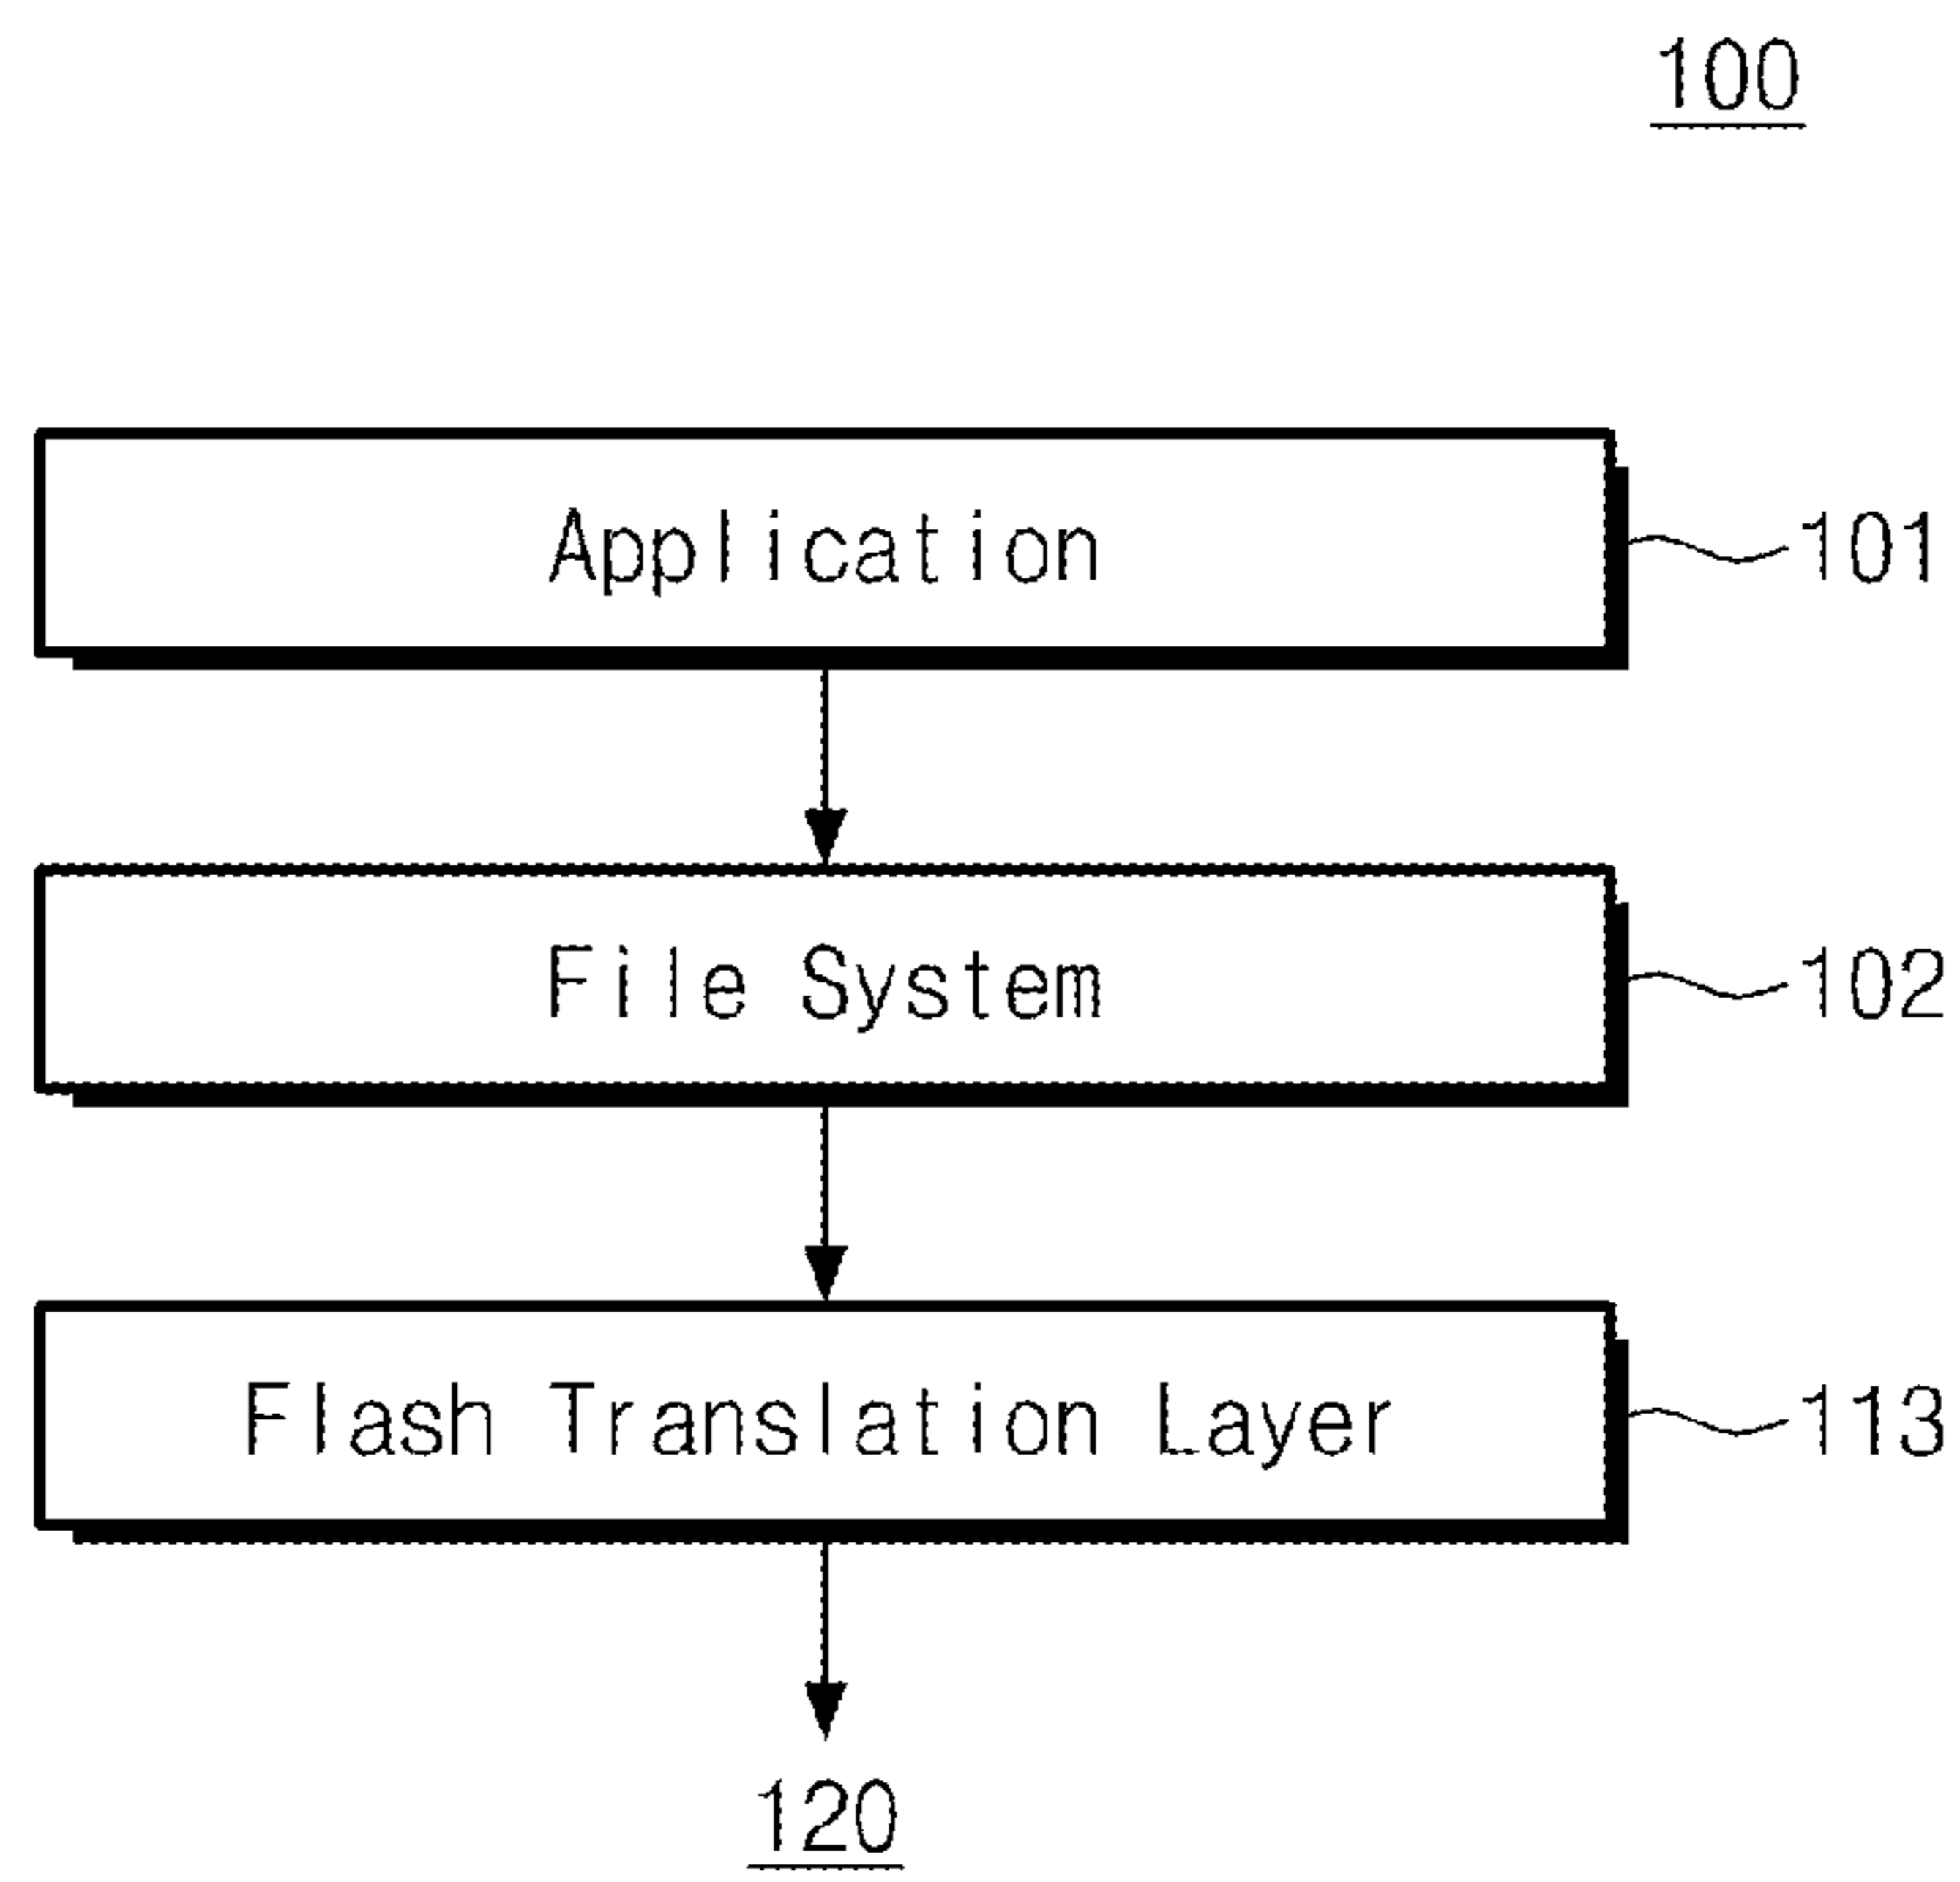 100
Application 101
File System 102
Flash Translation Layer 113
120